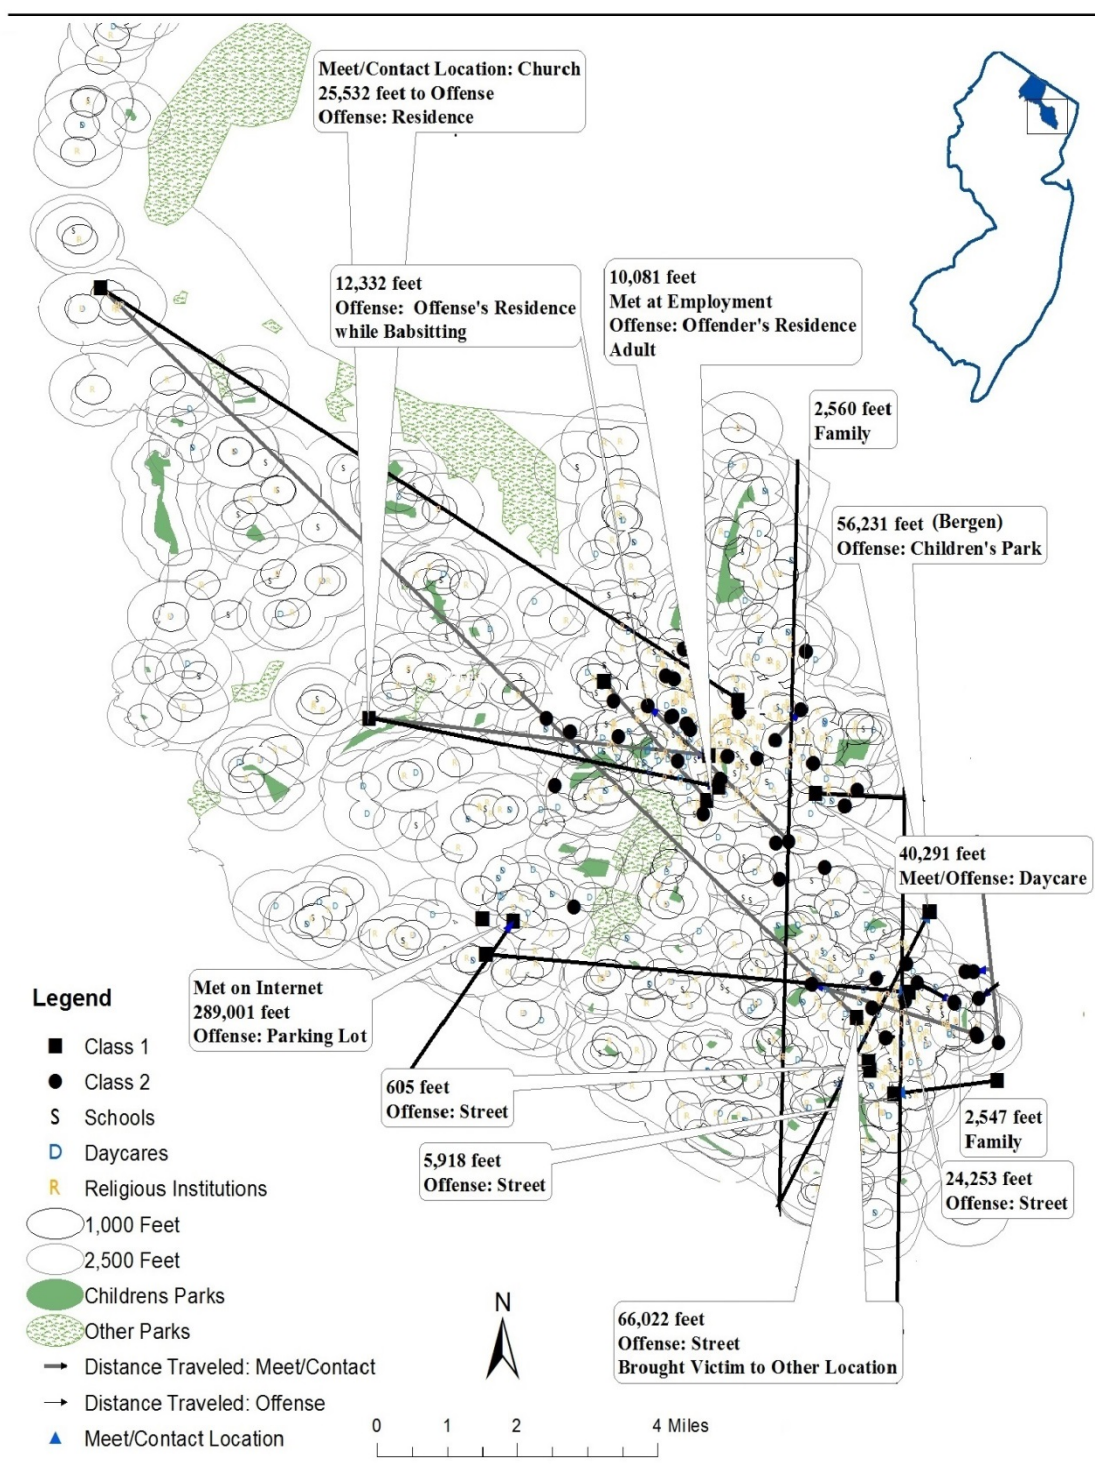 Meet/Contact Location: Church
25,532 feet to Offense
Offense: Residence
12,332 feet
Offense: Offense's Residence
while Babsitting
10,081 feet
Met at Employment
Offense: Offender's Residence
Adult
2,560 feet
Family
56,231 feet (Bergen)
Offense: Children's Park
40,291 feet
Meet/Offense: Daycare
Met on Internet
289,001 feet
Offense: Parking Lot
605 feet
Offense: Street
2,547 feet
Family
5,918 feet
Offense: Street
24,253 feet
Offense: Street
66,022 feet
Offense: Street
Brought Victim to Other Location
Legend
Class 1
Class 2
S Schools
D Daycares
R Religious Institutions
1,000 Feet
2,500 Feet
Childrens Parks
Other Parks
Distance Traveled: Meet/Contact
Distance Traveled: Offense
Meet/Contact Location
N
0 1 2 4 Miles